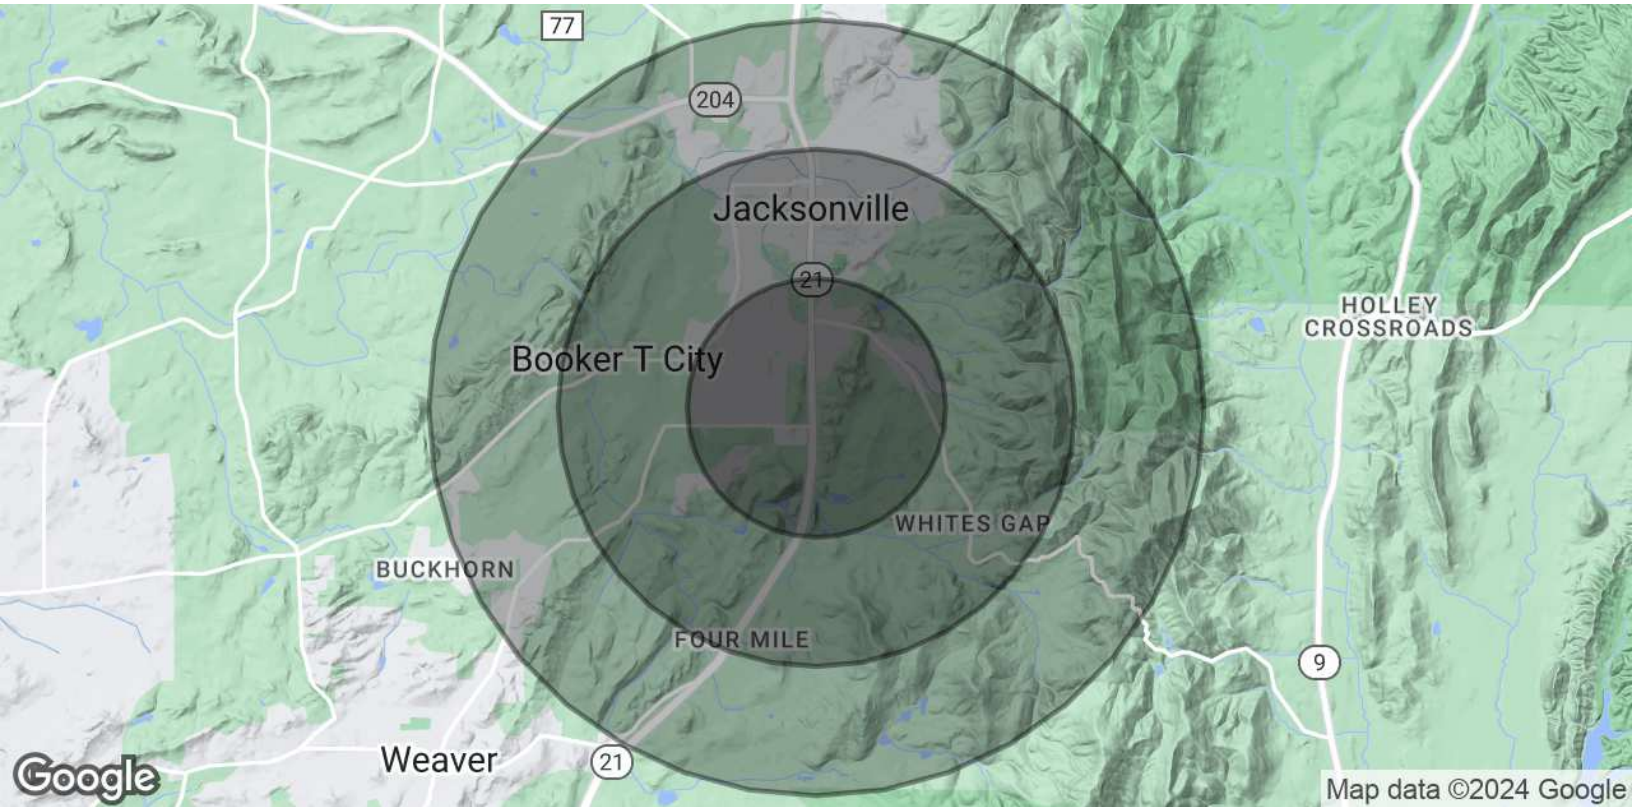 77
204
Jacksonville
21
HOLLEY
CROSSROADS
Booker T City
WHITES GAP
BUCKHORN
FOUR MILE
9
Weaver
21
Google
Map data ©2024 Google